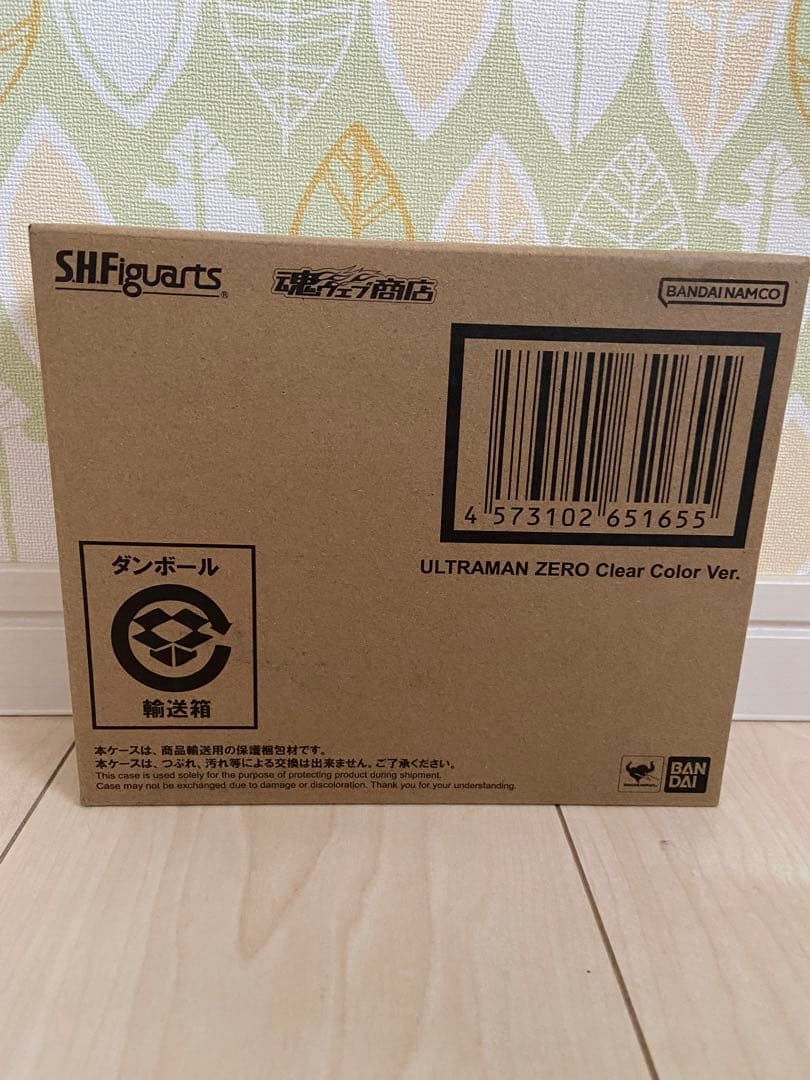 S.H.Figuarts®
魂ウェブ商店
BANDAI NAMCO
4 573102 651655
ULTRAMAN ZERO Clear Color Ver.
ダンボール
輸送箱
本ケースは、商品輸送用の保護梱包材です。
本ケースは、つぶれ、汚れ等による交換は出来ません。ご了承ください。
This case is used solely for the purpose of protecting product during shipment.
Case may not be exchanged due to damage or discoloration. Thank you for your understanding.
BAN
DAI